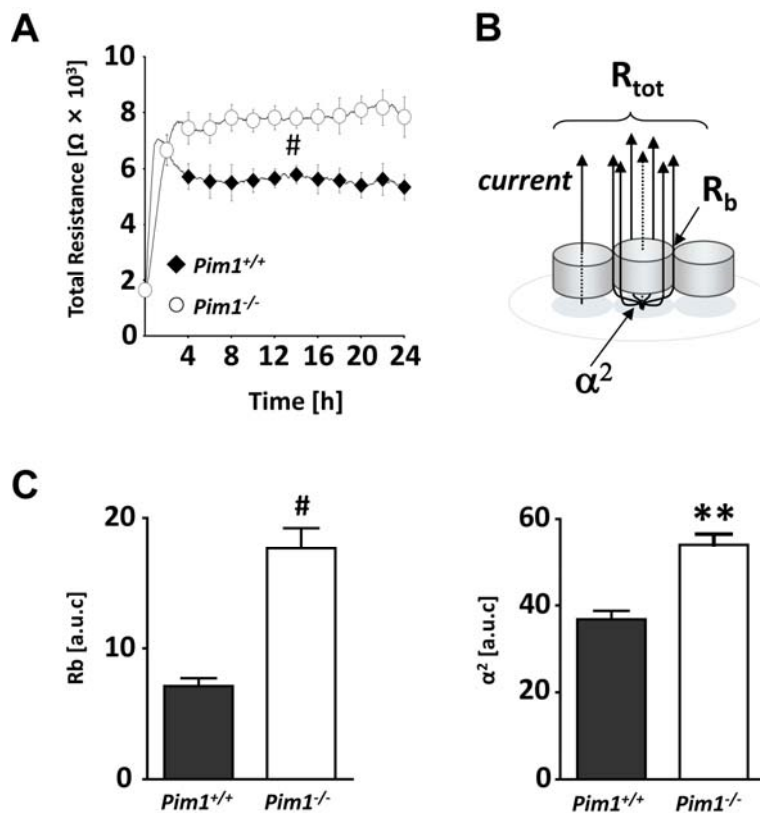 A
Total Resistance [Ω × 10³]
10
8
6
4
2
0
#
Pim1+/+
Pim1-/-
4 8 12 16 20 24
Time [h]
B
Rtot
current
Rb
α²
C
Rb [a.u.c]
20
10
0
#
Pim1+/+ Pim1-/-
α² [a.u.c]
60
40
20
0
**
Pim1+/+ Pim1-/-